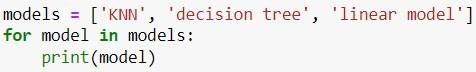 models = ['KNN', 'decision tree', 'linear model']
for model in models:
    print(model)